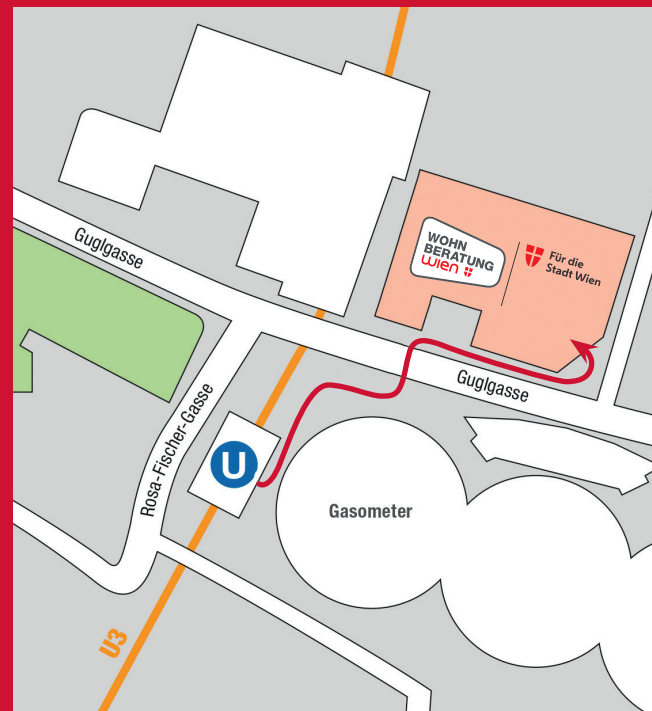 Guglgasse
WOHN
BERATUNG
wien
Für die
Stadt Wien
Guglgasse
Rosa-Fischer-Gasse
U
Gasometer
U3